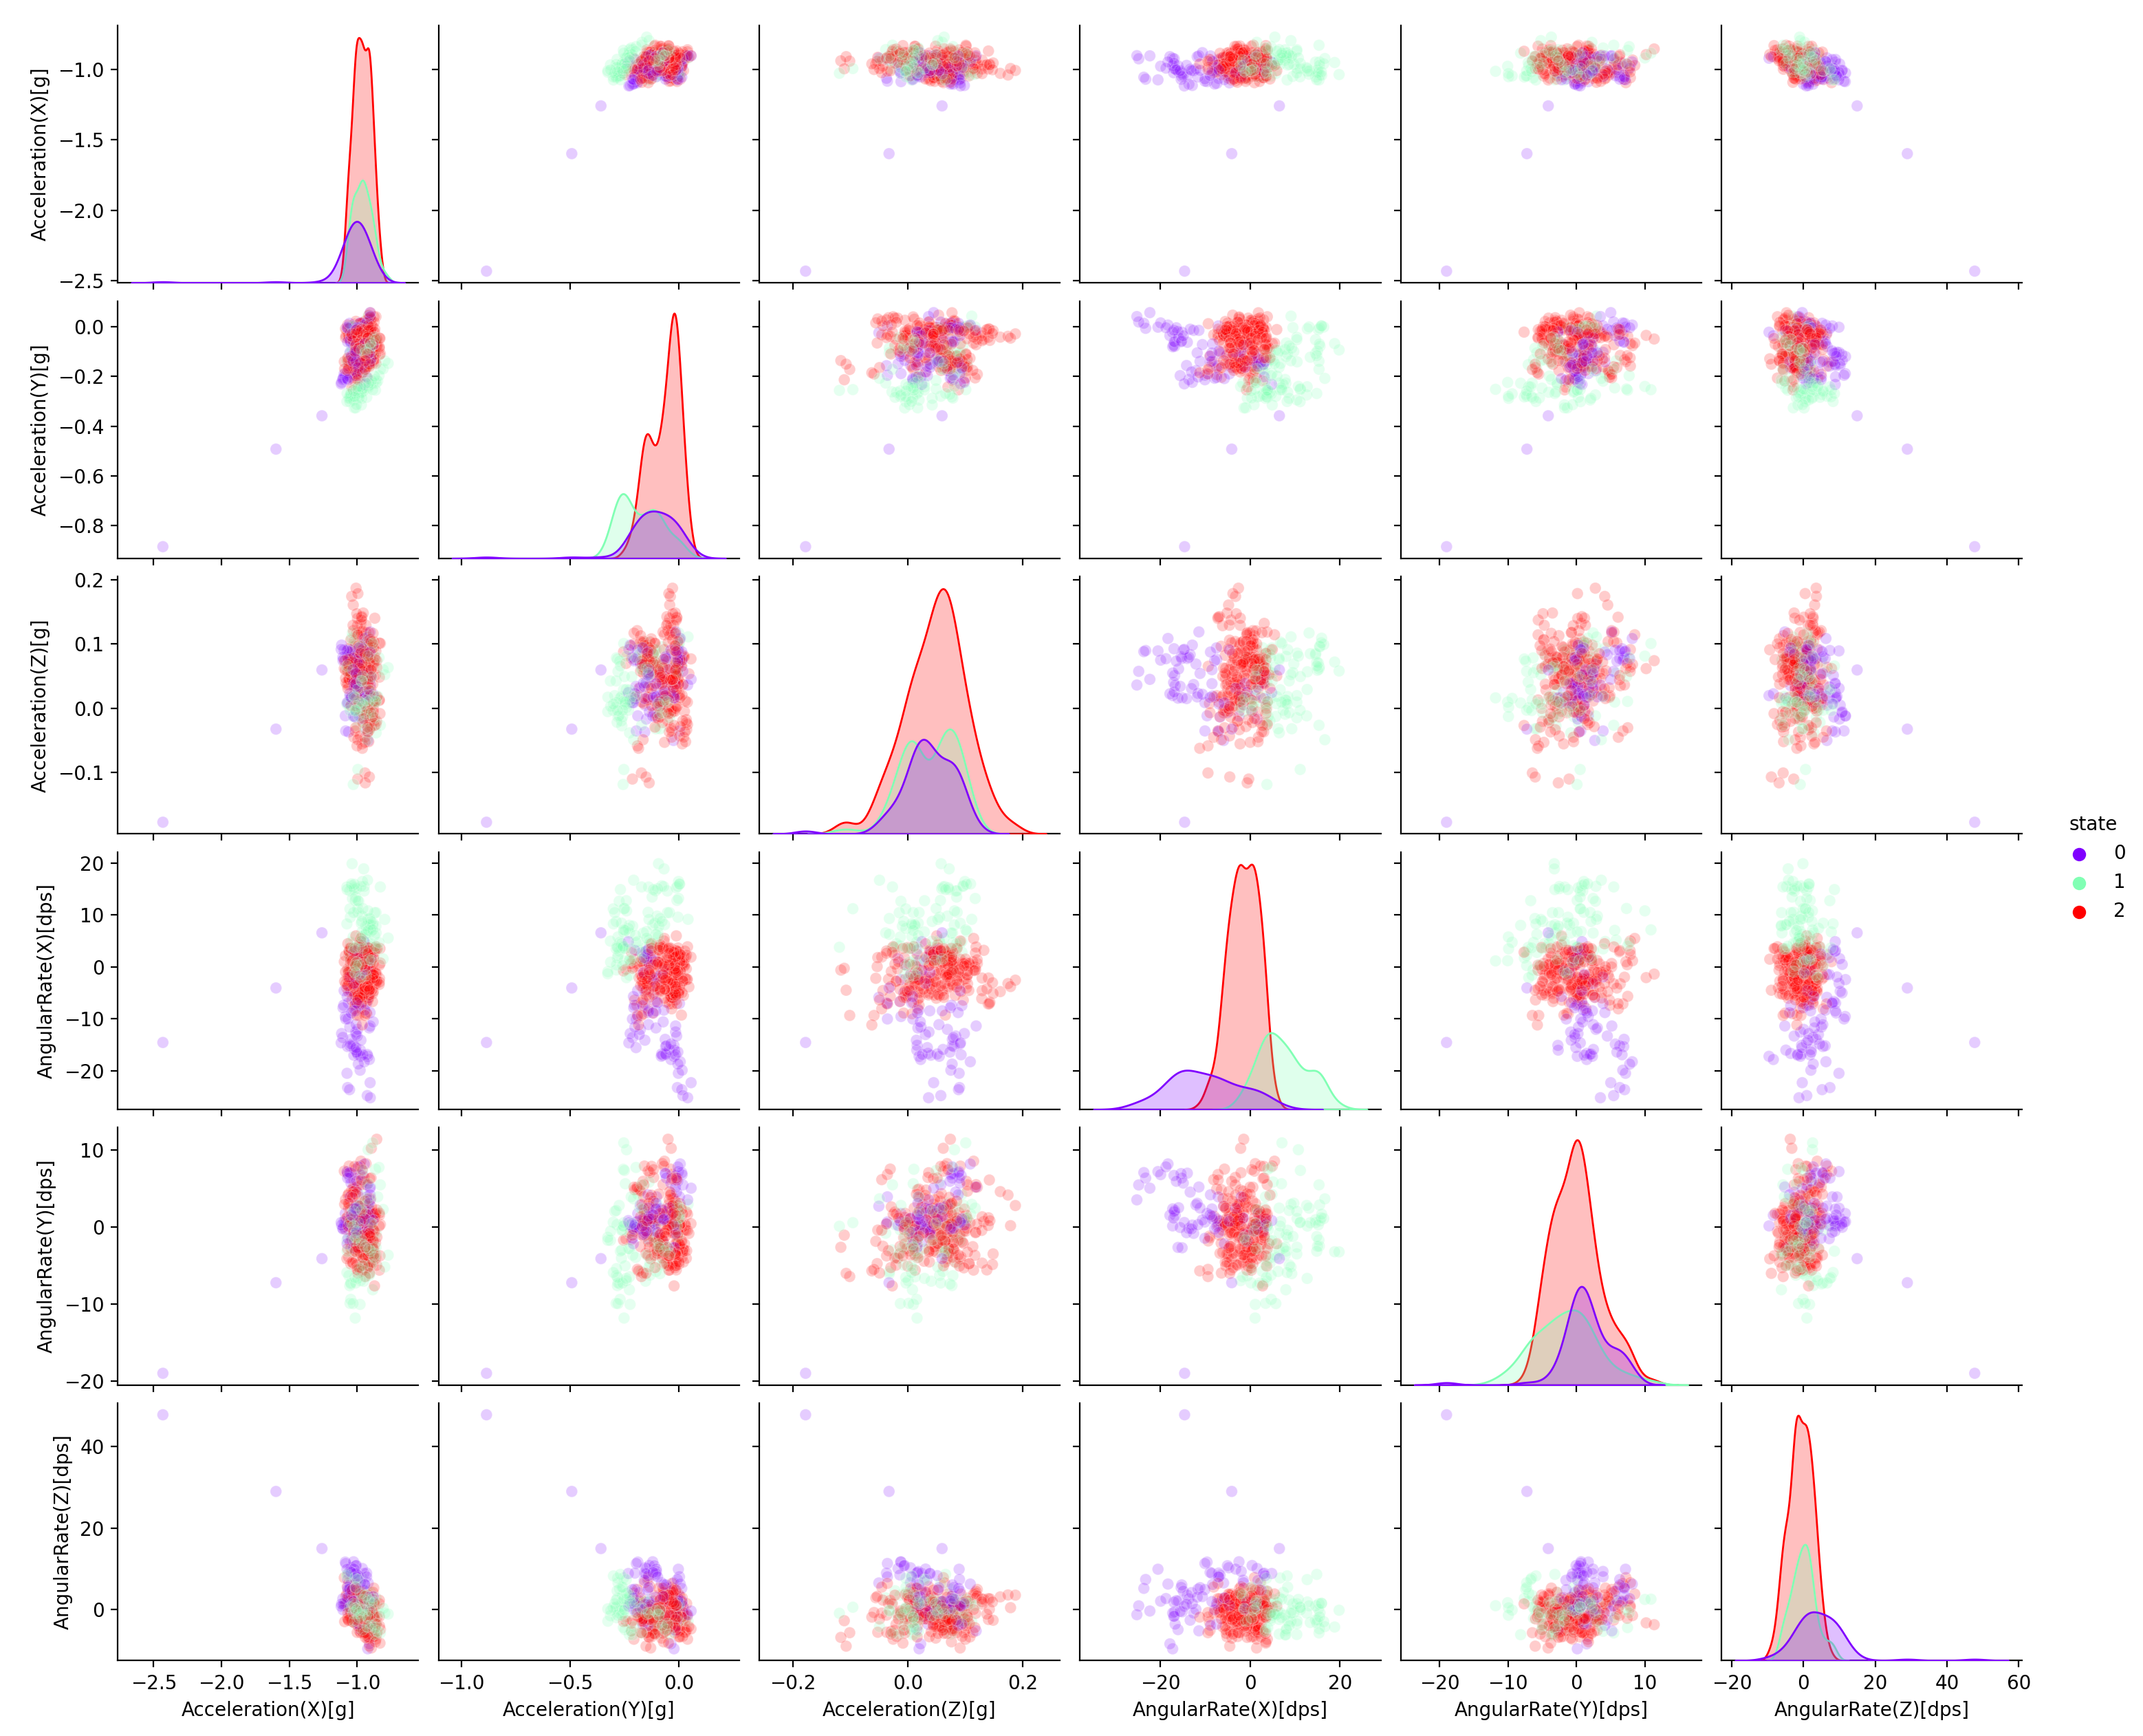 Acceleration(X)[g]
−1.0
−1.5
−2.0
−2.5
Acceleration(Y)[g]
0.0
−0.2
−0.4
−0.6
−0.8
Acceleration(Z)[g]
0.2
0.1
0.0
−0.1
state
0
1
2
AngularRate(X)[dps]
20
10
0
−10
−20
AngularRate(Y)[dps]
10
0
−10
−20
AngularRate(Z)[dps]
40
20
0
−2.5 −2.0 −1.5 −1.0
Acceleration(X)[g]
−1.0 −0.5 0.0
Acceleration(Y)[g]
−0.2 0.0 0.2
Acceleration(Z)[g]
−20 0 20
AngularRate(X)[dps]
−20 −10 0 10
AngularRate(Y)[dps]
−20 0 20 40 60
AngularRate(Z)[dps]